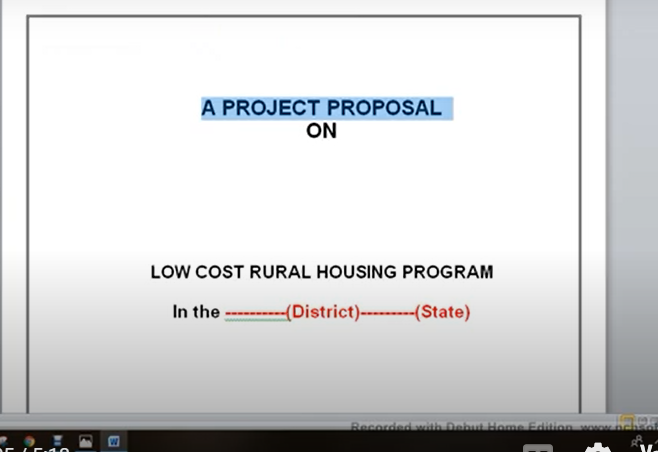 A PROJECT PROPOSAL
ON
LOW COST RURAL HOUSING PROGRAM
In the ----------(District)---------(State)
Recorded with Debut Home Edition